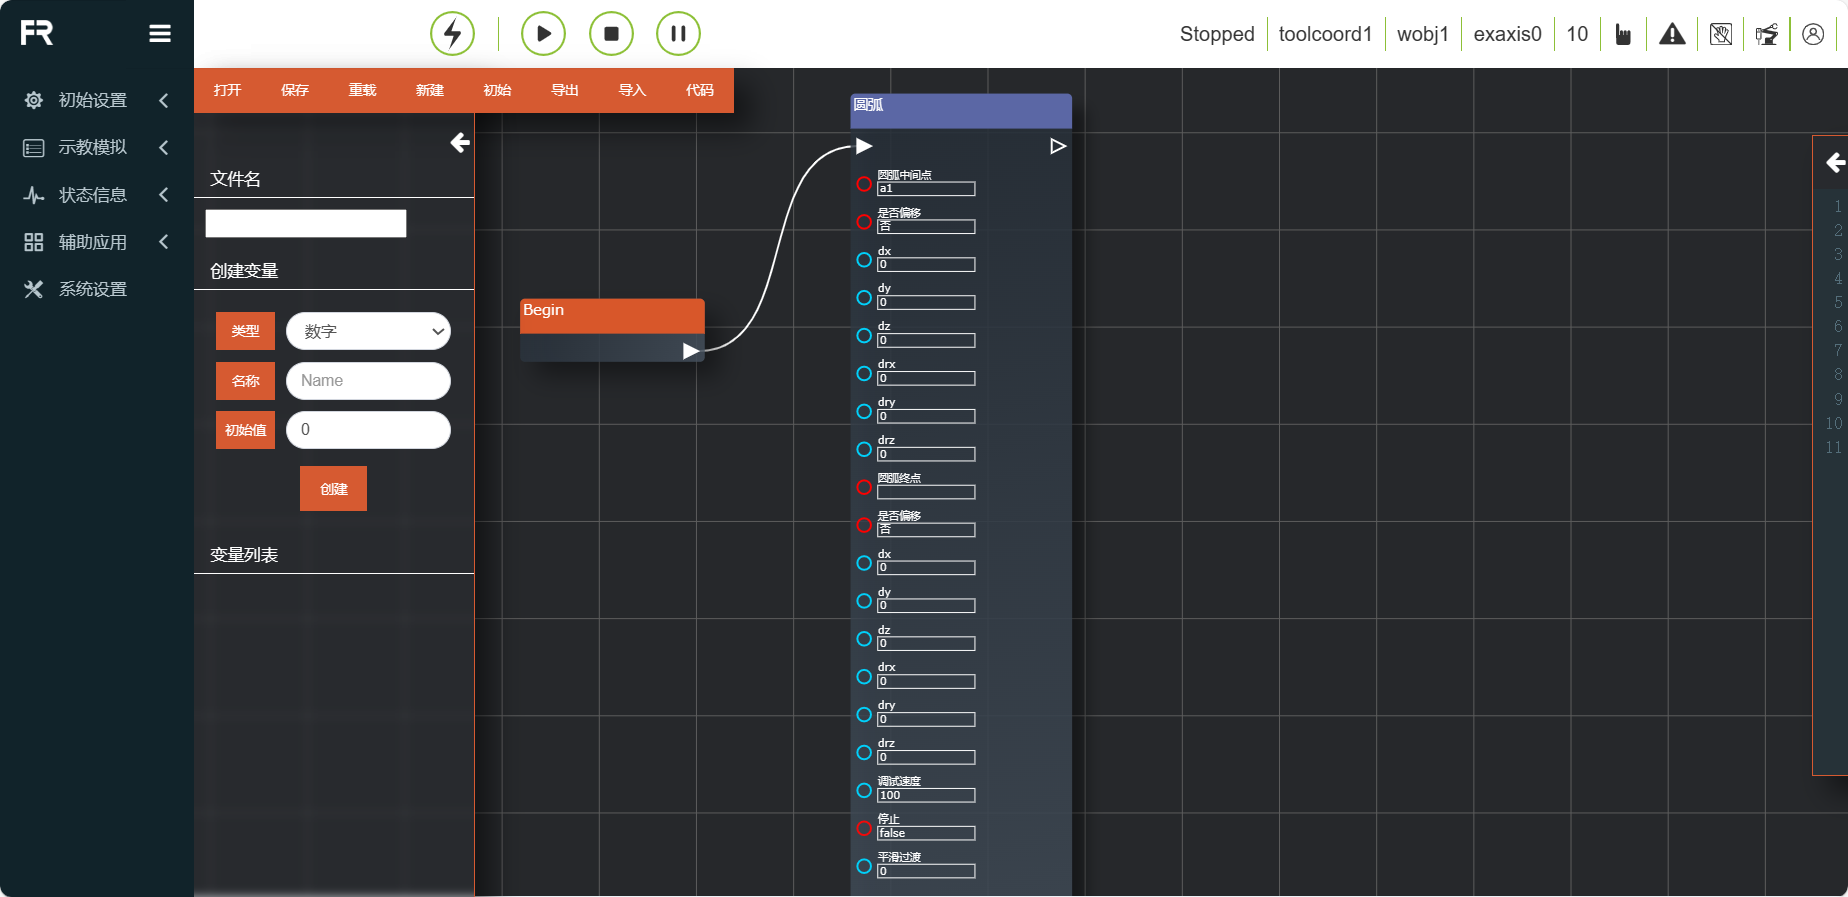 FR
Stopped
toolcoord1
wobj1
exaxis0
10
初始设置
示教模拟
状态信息
辅助应用
系统设置
打开
保存
重载
新建
初始
导出
导入
代码
文件名
创建变量
类型
数字
名称
Name
初始值
0
创建
变量列表
Begin
圆弧
圆弧中间点
a1
是否偏移
否
dx
0
dy
0
dz
0
drx
0
dry
0
drz
0
圆弧终点
是否偏移
否
dx
0
dy
0
dz
0
drx
0
dry
0
drz
0
调试速度
100
停止
false
平滑过渡
0
1
2
3
4
5
6
7
8
9
10
11